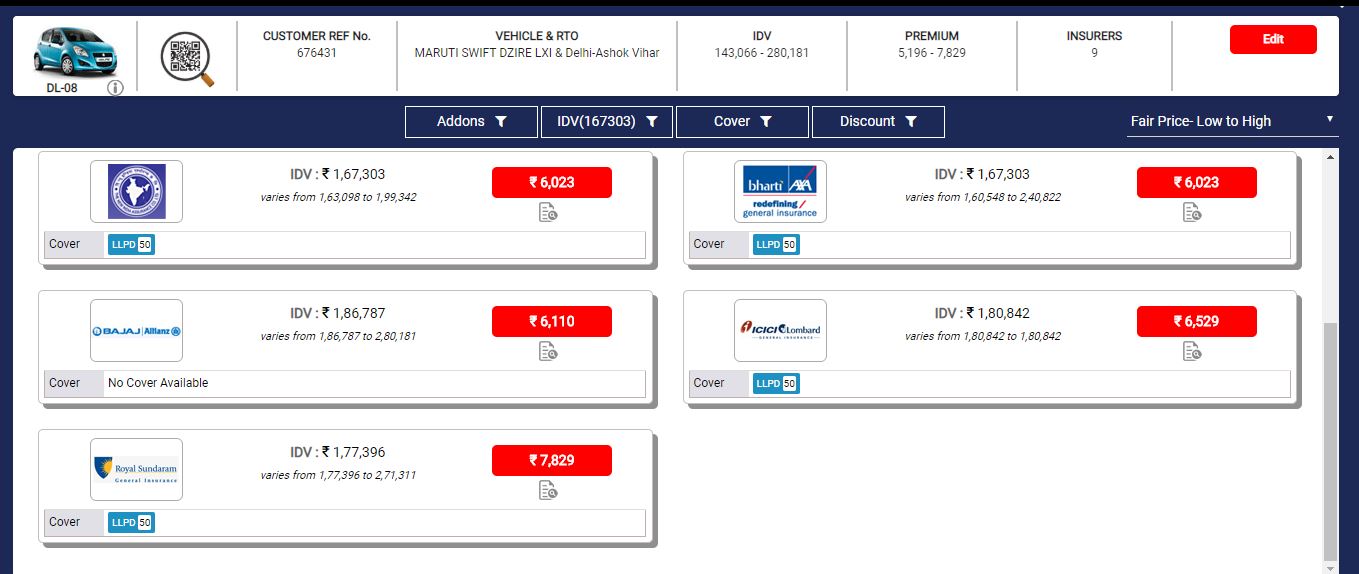 CUSTOMER REF No.
676431
VEHICLE & RTO
MARUTI SWIFT DZIRE LXI & Delhi-Ashok Vihar
IDV
143,066 - 280,181
PREMIUM
5,196 - 7,829
INSURERS
9
Edit
DL-08
Addons
IDV(167303)
Cover
Discount
Fair Price- Low to High
IDV : ₹ 1,67,303
varies from 1,63,098 to 1,99,342
₹ 6,023
Cover LLPD 50
bharti AXA
redefining /
general insurance
IDV : ₹ 1,67,303
varies from 1,60,548 to 2,40,822
₹ 6,023
Cover LLPD 50
BAJAJ Allianz
IDV : ₹ 1,86,787
varies from 1,86,787 to 2,80,181
₹ 6,110
Cover No Cover Available
ICICI Lombard
GENERAL INSURANCE
IDV : ₹ 1,80,842
varies from 1,80,842 to 1,80,842
₹ 6,529
Cover LLPD 50
Royal Sundaram
General Insurance
IDV : ₹ 1,77,396
varies from 1,77,396 to 2,71,311
₹ 7,829
Cover LLPD 50